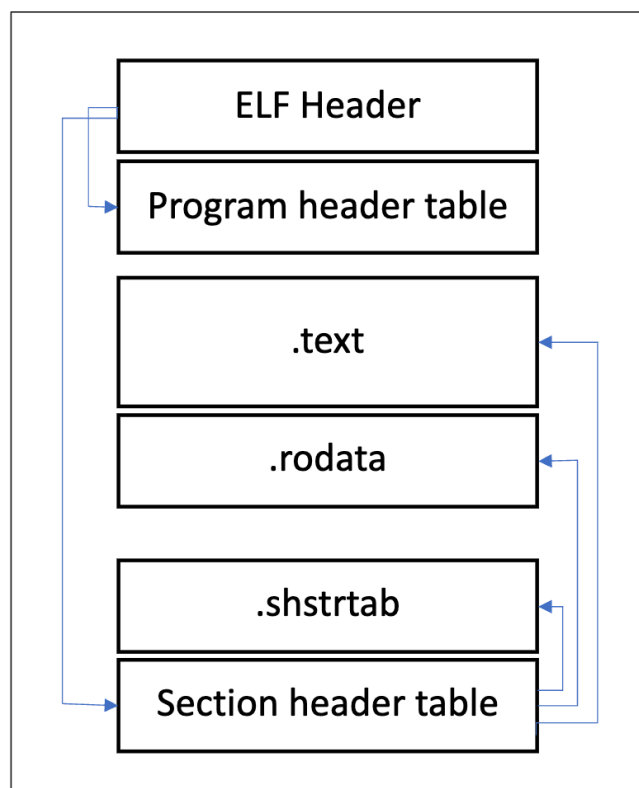 ELF Header
Program header table
.text
.rodata
.shstrtab
Section header table